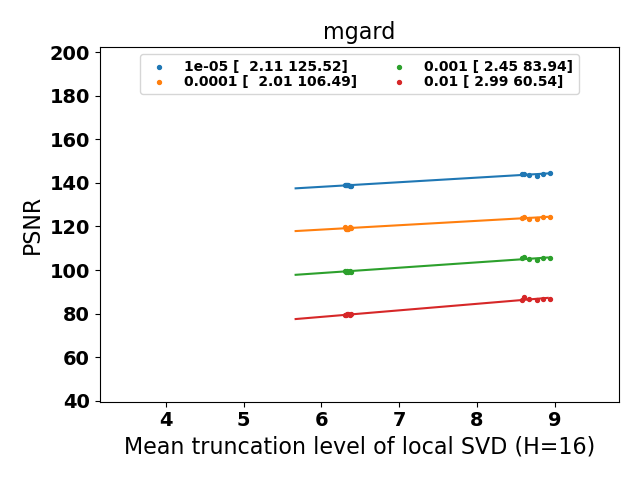 mgard
1e-05 [  2.11 125.52]
0.0001 [  2.01 106.49]
0.001 [ 2.45 83.94]
0.01 [ 2.99 60.54]
200
180
160
140
120
100
80
60
40
PSNR
4 5 6 7 8 9
Mean truncation level of local SVD (H=16)